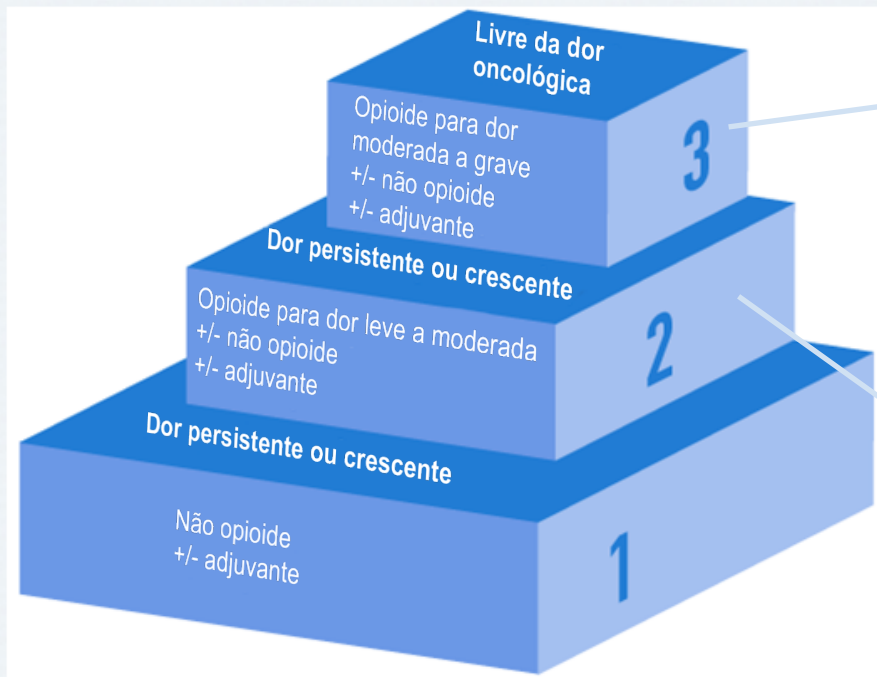 Livre da dor
oncológica
Opioide para dor
moderada a grave
+/- não opioide
+/- adjuvante
3
Dor persistente ou crescente
Opioide para dor leve a moderada
+/- não opioide
+/- adjuvante
2
Dor persistente ou crescente
Não opioide
+/- adjuvante
1